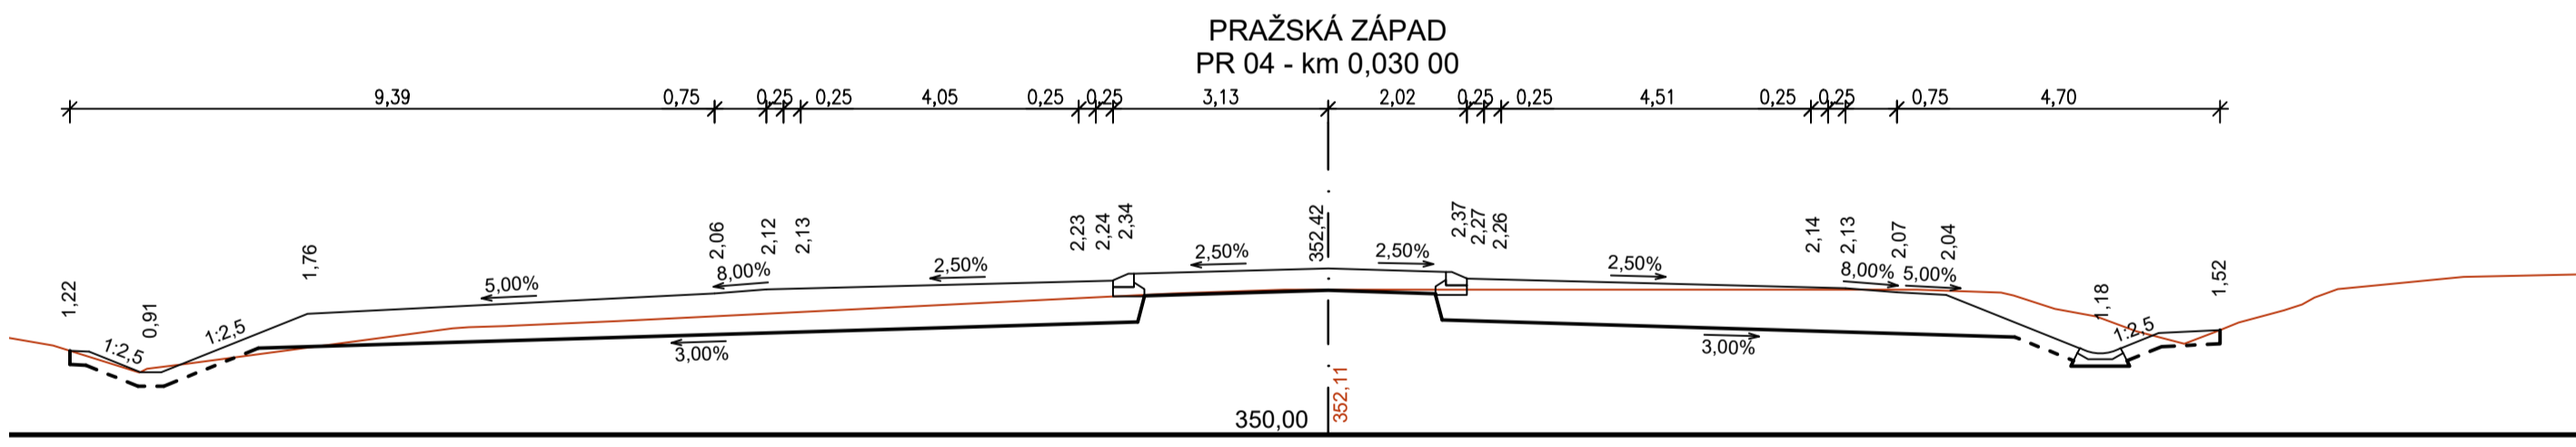 PRAŽSKÁ ZÁPAD
PR 04 - km 0,030 00
9,39 0,75 0,25 0,25 4,05 0,25 0,25 3,13 2,02 0,25 0,25 4,51 0,25 0,25 0,75 4,70
1,22 0,91 1,76 2,06 2,12 2,13 2,23 2,24 2,34 352,42 2,37 2,27 2,26 2,14 2,13 2,07 2,04 1,18 1,52
1:2,5 1:2,5 5,00% 8,00% 2,50% 2,50% 2,50% 2,50% 8,00% 5,00% 1:2,5
3,00% 3,00%
352,11
350,00